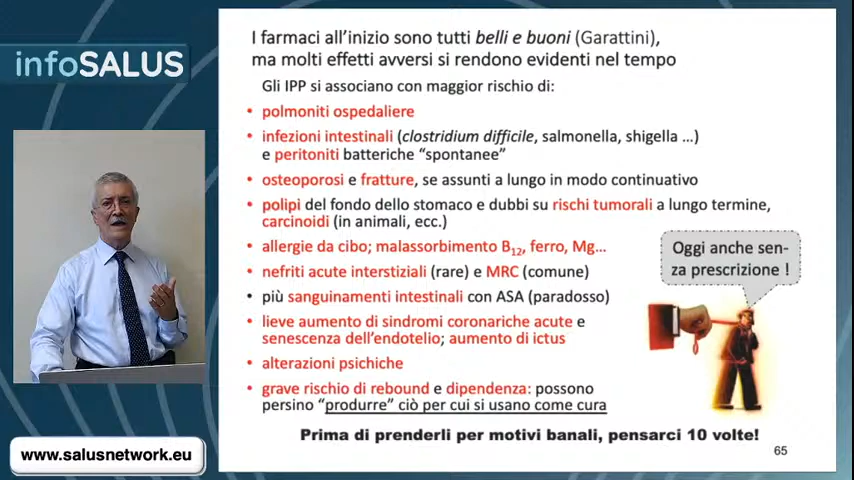 infoSALUS
I farmaci all'inizio sono tutti belli e buoni (Garattini),
ma molti effetti avversi si rendono evidenti nel tempo
Gli IPP si associano con maggior rischio di:
• polmoniti ospedaliere
• infezioni intestinali (clostridium difficile, salmonella, shigella ...)
e peritoniti batteriche "spontanee"
• osteoporosi e fratture, se assunti a lungo in modo continuativo
• polipi del fondo dello stomaco e dubbi su rischi tumorali a lungo termine,
carcinoidi (in animali, ecc.)
• allergie da cibo; malassorbimento B12, ferro, Mg...
• nefriti acute interstiziali (rare) e MRC (comune)
• più sanguinamenti intestinali con ASA (paradosso)
• lieve aumento di sindromi coronariche acute e
senescenza dell'endotelio; aumento di ictus
• alterazioni psichiche
• grave rischio di rebound e dipendenza: possono
persino "produrre" ciò per cui si usano come cura
Oggi anche sen-
za prescrizione !
Prima di prenderli per motivi banali, pensarci 10 volte!
65
www.salusnetwork.eu